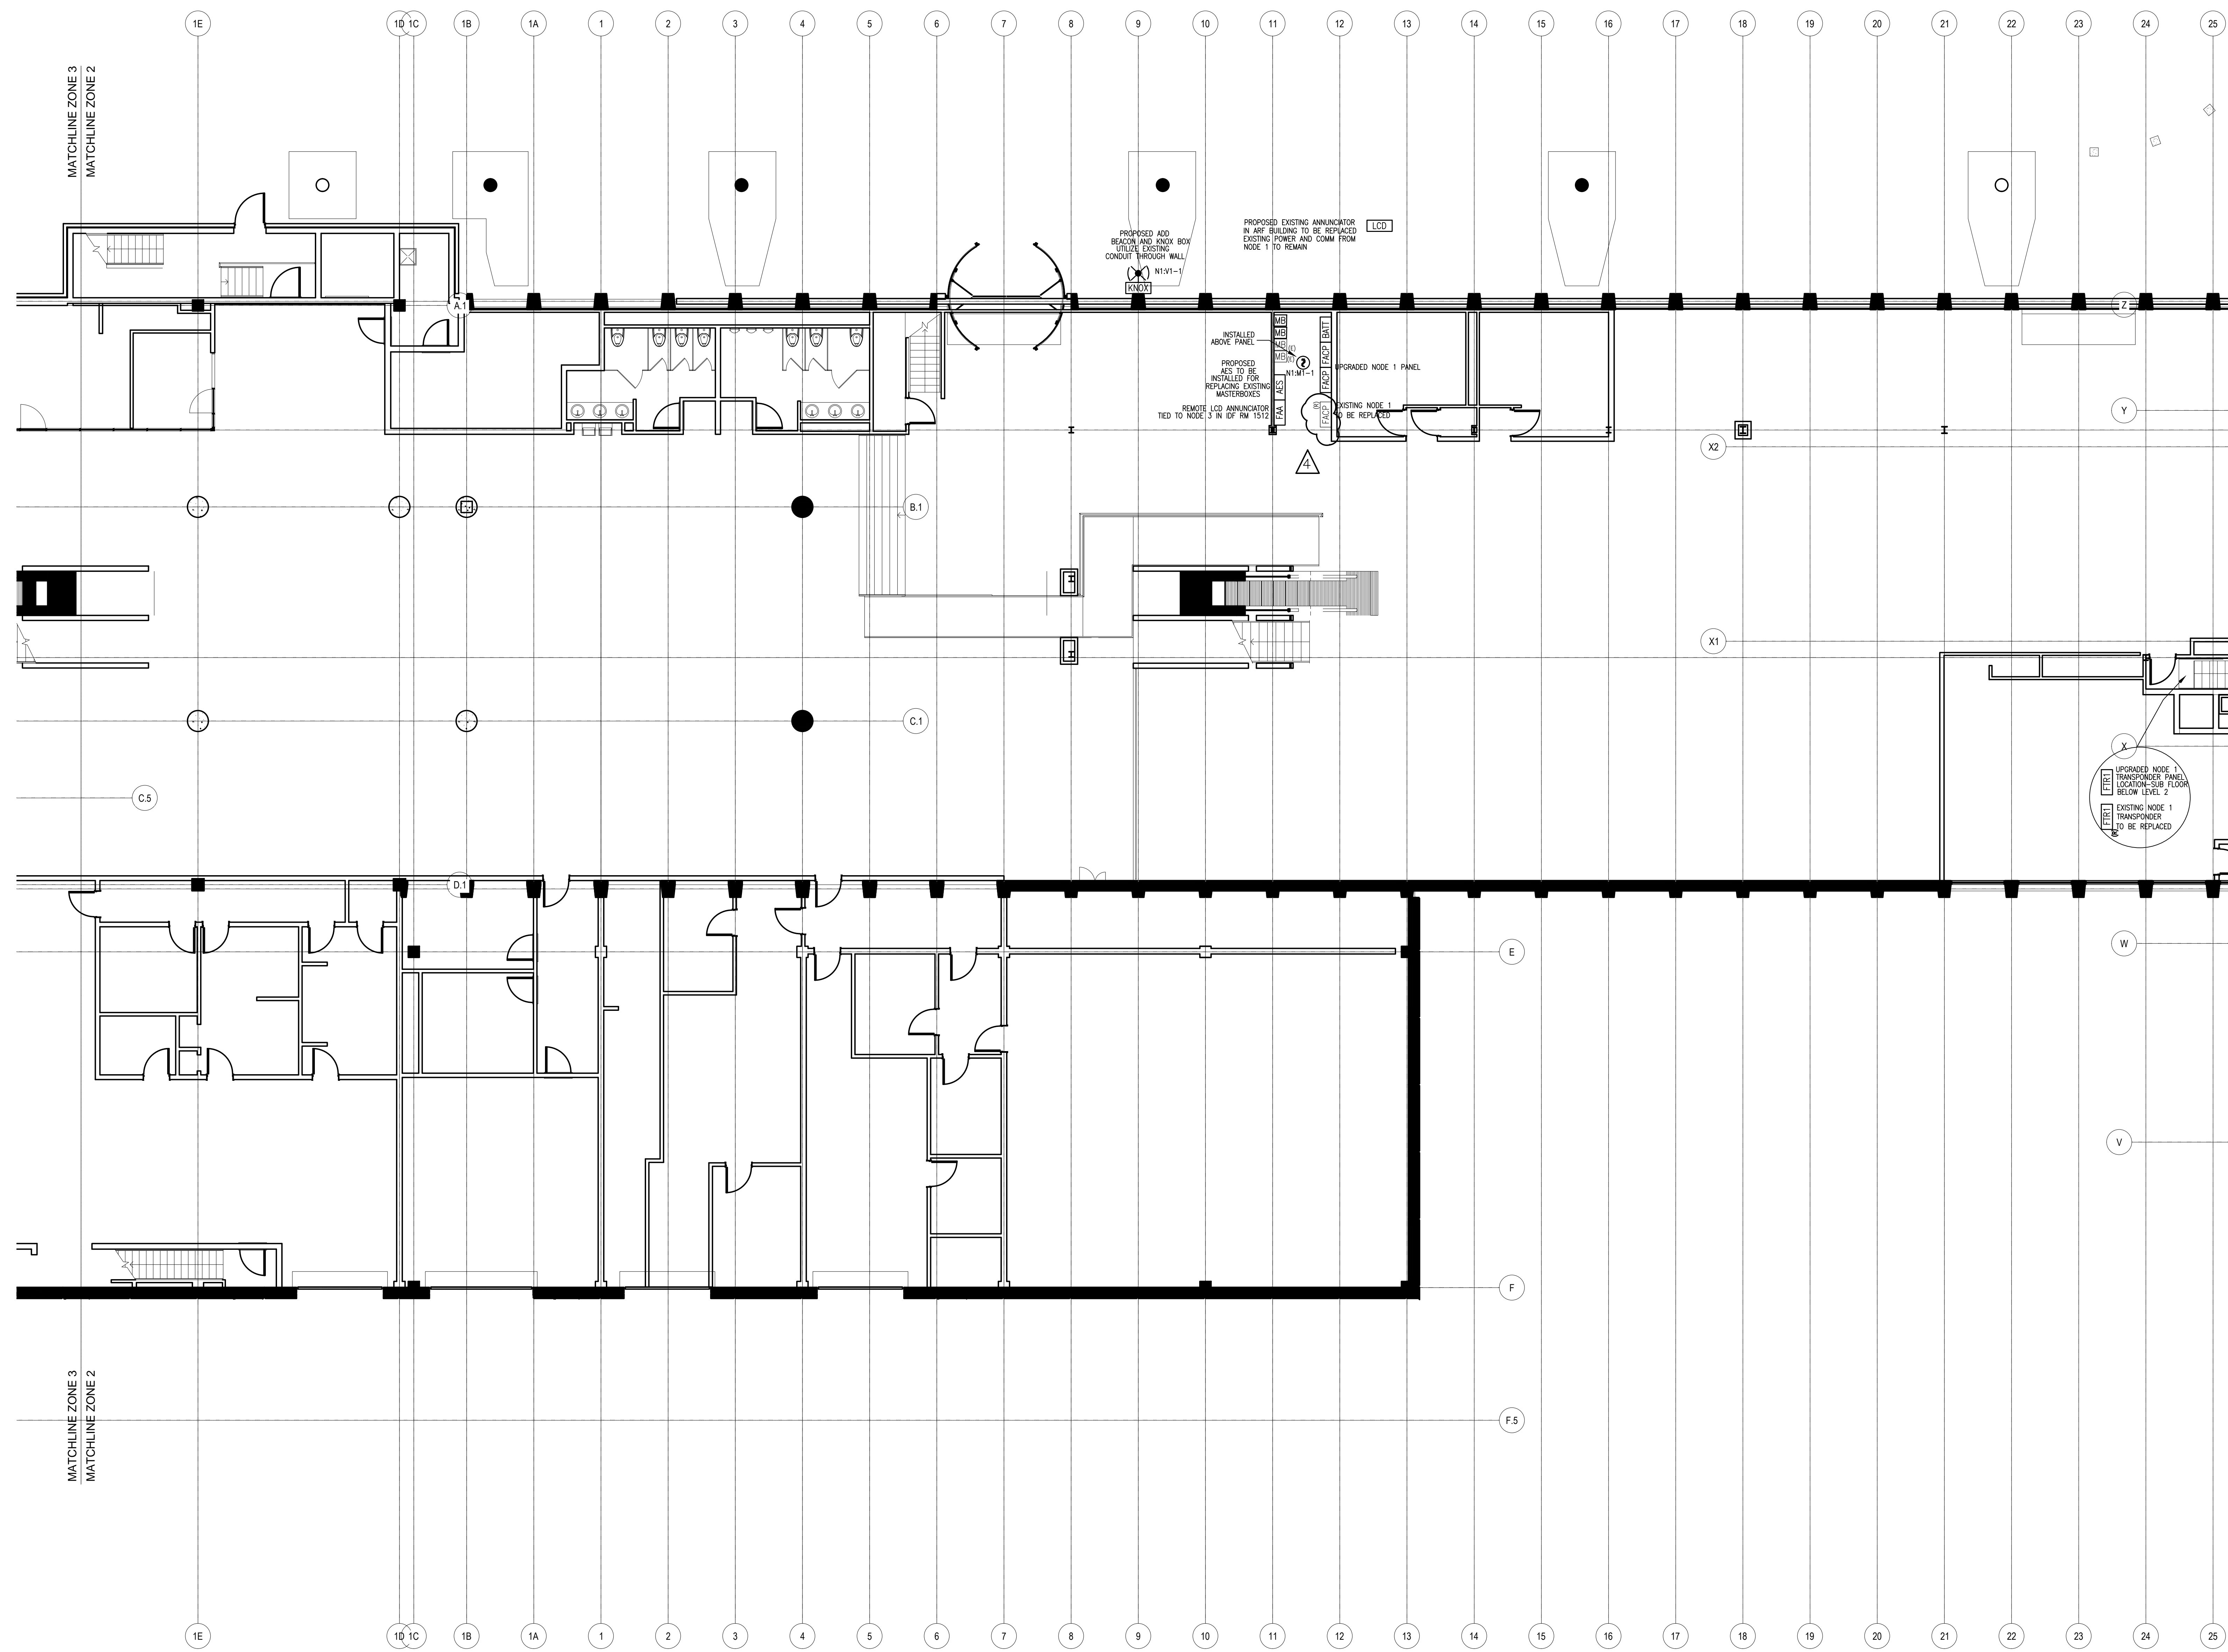 1E
1D
1C
1B
1A
1
2
3
4
5
6
7
8
9
10
11
12
13
14
15
16
17
18
19
20
21
22
23
24
25
MATCHLINE ZONE 3
MATCHLINE ZONE 2
PROPOSED ADD
BEACON AND KNOX BOX
UTILIZE EXISTING
CONDUIT THROUGH WALL
N1:V1-1
KNOX
PROPOSED EXISTING ANNUNCIATOR
IN ARF BUILDING TO BE REPLACED
EXISTING POWER AND COMM FROM
NODE 1 TO REMAIN
LCD
A.1
Z
INSTALLED
ABOVE PANEL
MB
MB
MB
(E)
MB
(E)
N1:M1-1
BATT
FACP
FACP
UPGRADED NODE 1 PANEL
PROPOSED
AES TO BE
INSTALLED FOR
REPLACING EXISTING
MASTERBOXES
AES
REMOTE LCD ANNUNCIATOR
TIED TO NODE 3 IN IDF RM 1512
FAA
FACP
EXISTING NODE 1
TO BE REPLACED
4
Y
X2
B.1
X1
C.1
X
FTR1
UPGRADED NODE 1
TRANSPONDER PANEL
LOCATION-SUB FLOOR
BELOW LEVEL 2
FTR1
EXISTING NODE 1
TRANSPONDER
TO BE REPLACED
C.5
D.1
E
W
V
F
F.5
MATCHLINE ZONE 3
MATCHLINE ZONE 2
1E
1D
1C
1B
1A
1
2
3
4
5
6
7
8
9
10
11
12
13
14
15
16
17
18
19
20
21
22
23
24
25